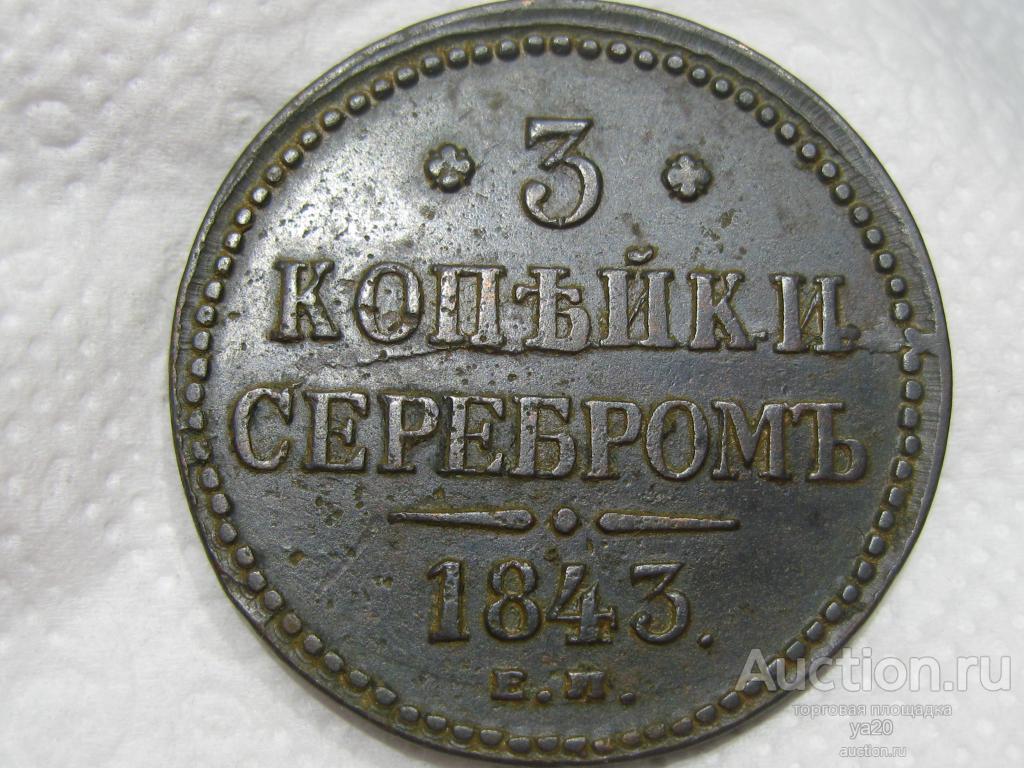 3
КОПѢЙКИ
СЕРЕБРОМЪ
1843.
Е.М.
Auction.ru
торговая площадка
ya20
auction.ru